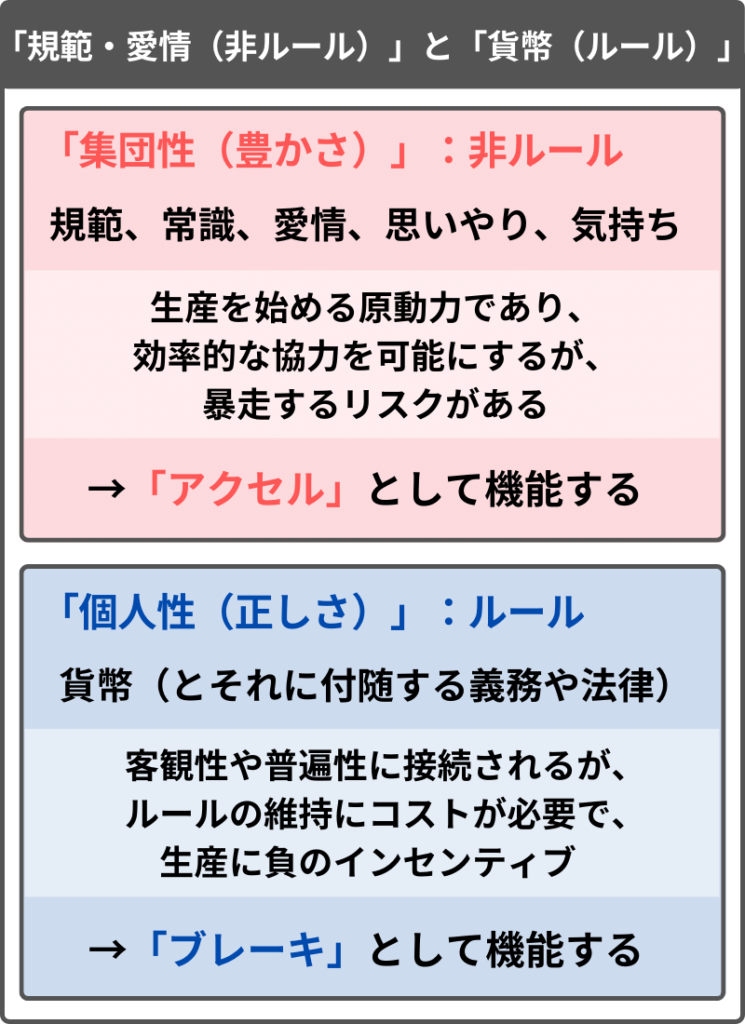 「規範・愛情（非ルール）」と「貨幣（ルール）」
「集団性（豊かさ）」：非ルール
規範、常識、愛情、思いやり、気持ち
生産を始める原動力であり、
効率的な協力を可能にするが、
暴走するリスクがある
→「アクセル」として機能する
「個人性（正しさ）」：ルール
貨幣（とそれに付随する義務や法律）
客観性や普遍性に接続されるが、
ルールの維持にコストが必要で、
生産に負のインセンティブ
→「ブレーキ」として機能する